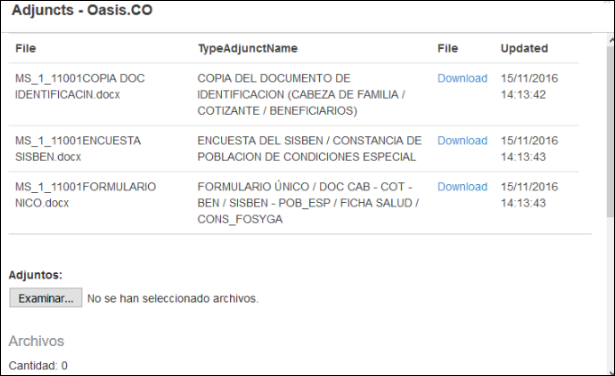 Adjuncts - Oasis.CO
File TypeAdjunctName File Updated
MS_1_11001COPIA DOC COPIA DEL DOCUMENTO DE Download 15/11/2016
IDENTIFICACIN.docx IDENTIFICACION (CABEZA DE FAMILIA / 14:13:42
COTIZANTE / BENEFICIARIOS)
MS_1_11001ENCUESTA ENCUESTA DEL SISBEN / CONSTANCIA DE Download 15/11/2016
SISBEN.docx POBLACION DE CONDICIONES ESPECIAL 14:13:43
MS_1_11001FORMULARIO FORMULARIO ÚNICO / DOC CAB - COT - Download 15/11/2016
NICO.docx BEN / SISBEN - POB_ESP / FICHA SALUD / 14:13:43
CONS_FOSYGA
Adjuntos:
Examinar... No se han seleccionado archivos.
Archivos
Cantidad: 0